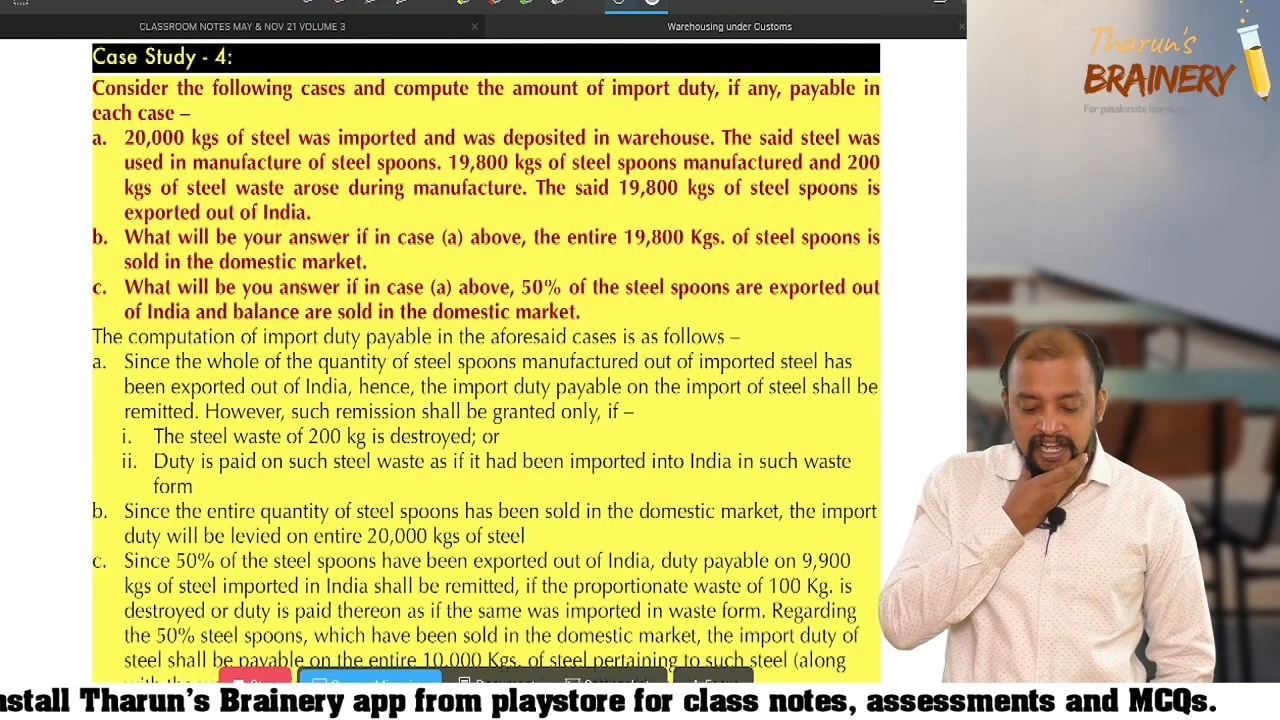 CLASSROOM NOTES MAY & NOV 21 VOLUME 3
Warehousing under Customs
Tharun's
BRAINERY
For passionate learners...
Case Study - 4:
Consider the following cases and compute the amount of import duty, if any, payable in
each case –
a. 20,000 kgs of steel was imported and was deposited in warehouse. The said steel was
used in manufacture of steel spoons. 19,800 kgs of steel spoons manufactured and 200
kgs of steel waste arose during manufacture. The said 19,800 kgs of steel spoons is
exported out of India.
b. What will be your answer if in case (a) above, the entire 19,800 Kgs. of steel spoons is
sold in the domestic market.
c. What will be you answer if in case (a) above, 50% of the steel spoons are exported out
of India and balance are sold in the domestic market.
The computation of import duty payable in the aforesaid cases is as follows –
a. Since the whole of the quantity of steel spoons manufactured out of imported steel has
been exported out of India, hence, the import duty payable on the import of steel shall be
remitted. However, such remission shall be granted only, if –
i. The steel waste of 200 kg is destroyed; or
ii. Duty is paid on such steel waste as if it had been imported into India in such waste
form
b. Since the entire quantity of steel spoons has been sold in the domestic market, the import
duty will be levied on entire 20,000 kgs of steel
c. Since 50% of the steel spoons have been exported out of India, duty payable on 9,900
kgs of steel imported in India shall be remitted, if the proportionate waste of 100 Kg. is
destroyed or duty is paid thereon as if the same was imported in waste form. Regarding
the 50% steel spoons, which have been sold in the domestic market, the import duty of
steel shall be payable on the entire 10,000 Kgs. of steel pertaining to such steel (along
nstall Tharun's Brainery app from playstore for class notes, assessments and MCQs.